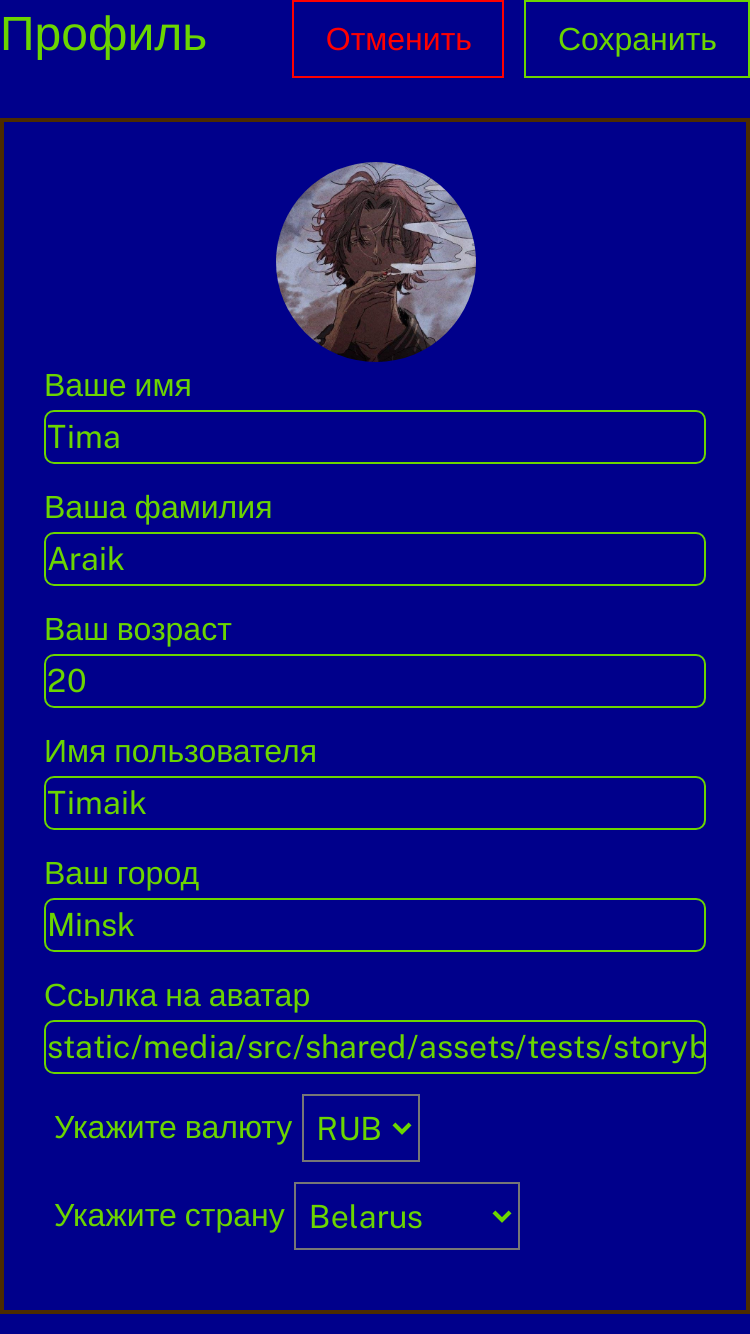 Профиль Отменить Сохранить
Ваше имя
Tima
Ваша фамилия
Araik
Ваш возраст
20
Имя пользователя
Timaik
Ваш город
Minsk
Ссылка на аватар
static/media/src/shared/assets/tests/storyb
Укажите валюту RUB
Укажите страну Belarus